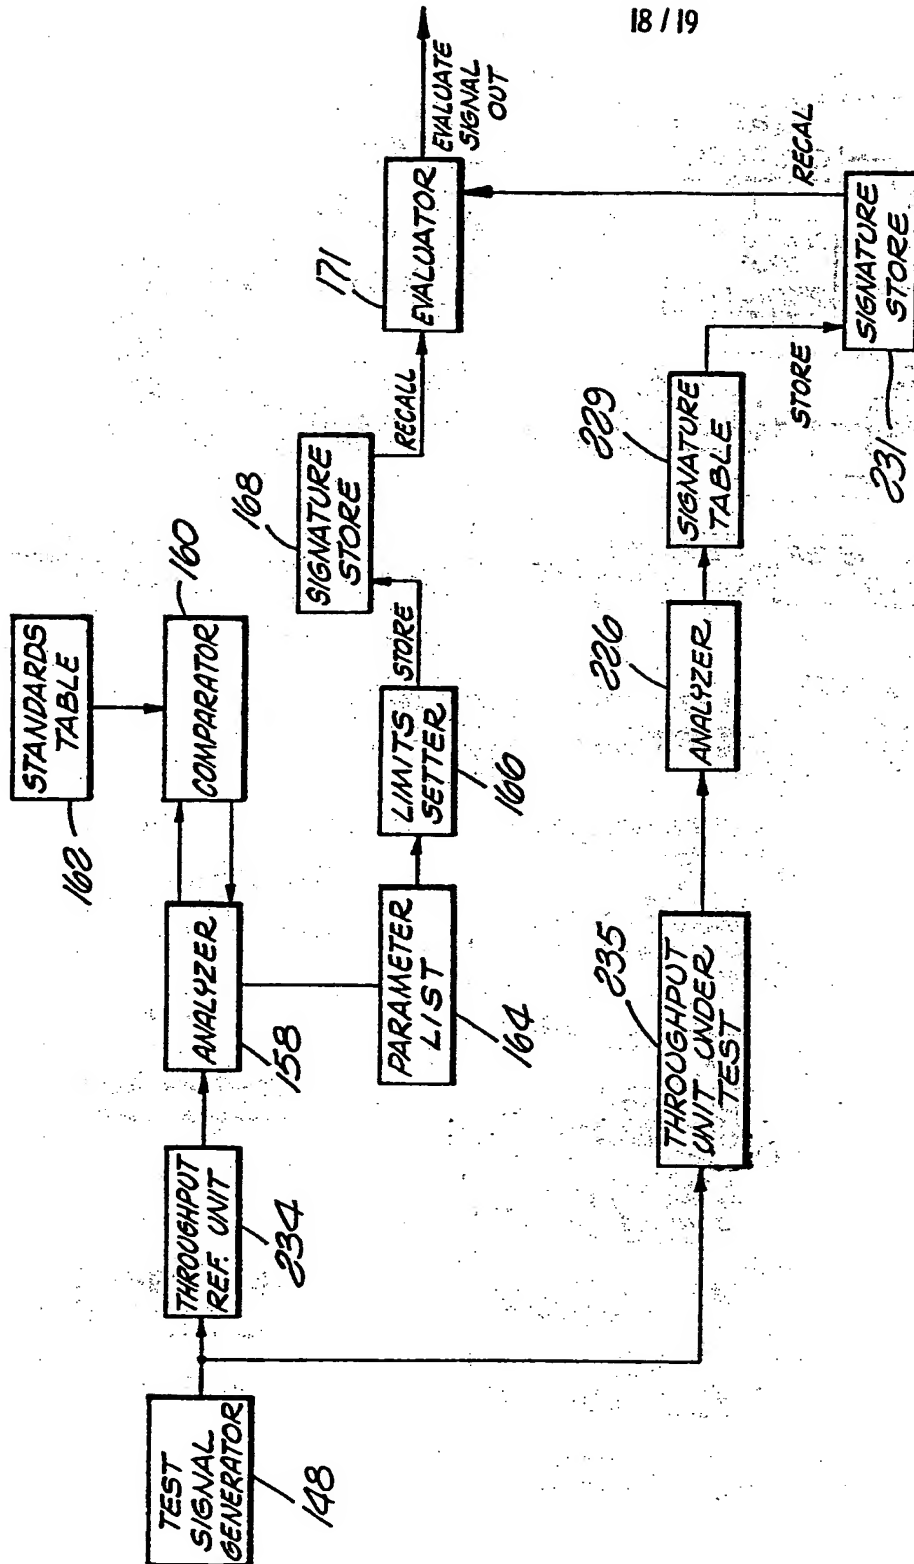 18 / 19
TEST
SIGNAL
GENERATOR
148
THROUGHPUT
REF. UNIT
234
ANALYZER
158
STANDARDS
TABLE
162
COMPARATOR
160
PARAMETER
LIST
164
LIMITS
SETTER
166
STORE
SIGNATURE
STORE
168
RECALL
EVALUATOR
171
EVALUATE
SIGNAL
OUT
THROUGHPUT
UNIT UNDER
TEST
235
ANALYZER
226
SIGNATURE
TABLE
229
STORE
SIGNATURE
STORE
231
RECAL